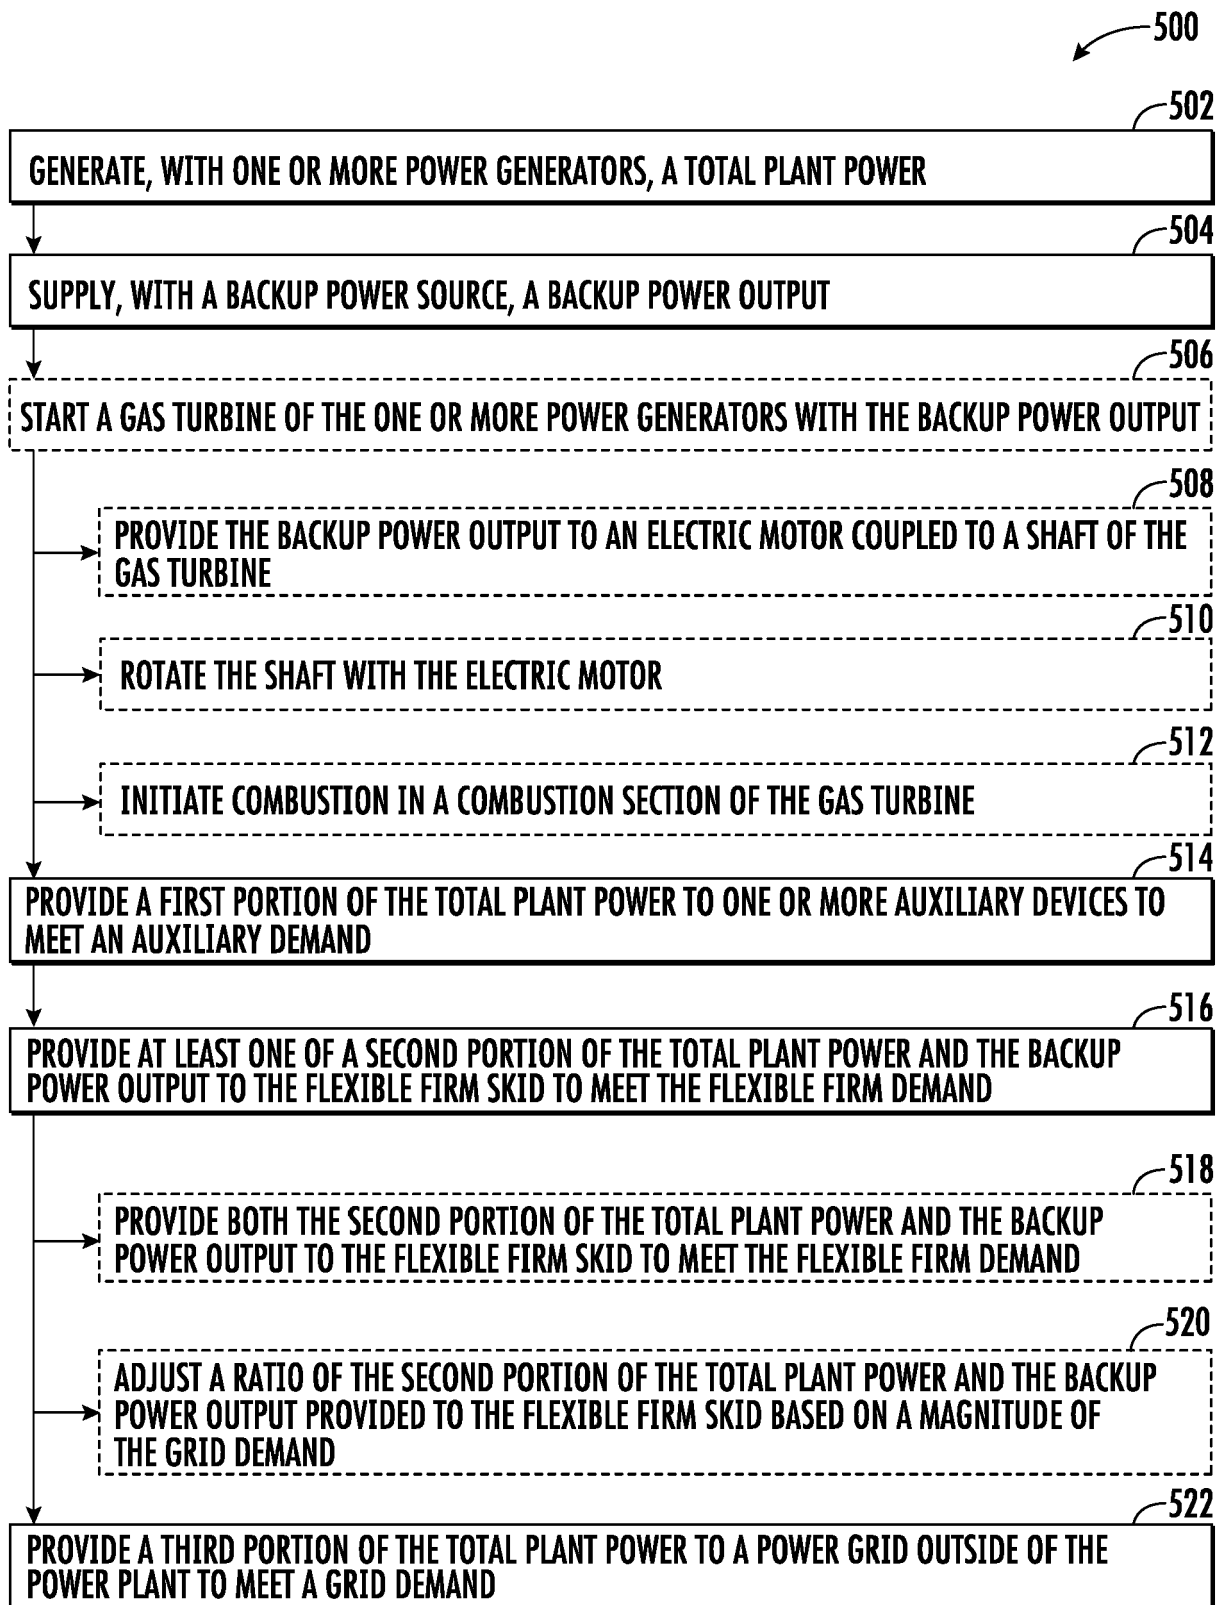 500
502
GENERATE, WITH ONE OR MORE POWER GENERATORS, A TOTAL PLANT POWER
504
SUPPLY, WITH A BACKUP POWER SOURCE, A BACKUP POWER OUTPUT
506
START A GAS TURBINE OF THE ONE OR MORE POWER GENERATORS WITH THE BACKUP POWER OUTPUT
508
PROVIDE THE BACKUP POWER OUTPUT TO AN ELECTRIC MOTOR COUPLED TO A SHAFT OF THE
GAS TURBINE
510
ROTATE THE SHAFT WITH THE ELECTRIC MOTOR
512
INITIATE COMBUSTION IN A COMBUSTION SECTION OF THE GAS TURBINE
514
PROVIDE A FIRST PORTION OF THE TOTAL PLANT POWER TO ONE OR MORE AUXILIARY DEVICES TO
MEET AN AUXILIARY DEMAND
516
PROVIDE AT LEAST ONE OF A SECOND PORTION OF THE TOTAL PLANT POWER AND THE BACKUP
POWER OUTPUT TO THE FLEXIBLE FIRM SKID TO MEET THE FLEXIBLE FIRM DEMAND
518
PROVIDE BOTH THE SECOND PORTION OF THE TOTAL PLANT POWER AND THE BACKUP
POWER OUTPUT TO THE FLEXIBLE FIRM SKID TO MEET THE FLEXIBLE FIRM DEMAND
520
ADJUST A RATIO OF THE SECOND PORTION OF THE TOTAL PLANT POWER AND THE BACKUP
POWER OUTPUT PROVIDED TO THE FLEXIBLE FIRM SKID BASED ON A MAGNITUDE OF
THE GRID DEMAND
522
PROVIDE A THIRD PORTION OF THE TOTAL PLANT POWER TO A POWER GRID OUTSIDE OF THE
POWER PLANT TO MEET A GRID DEMAND